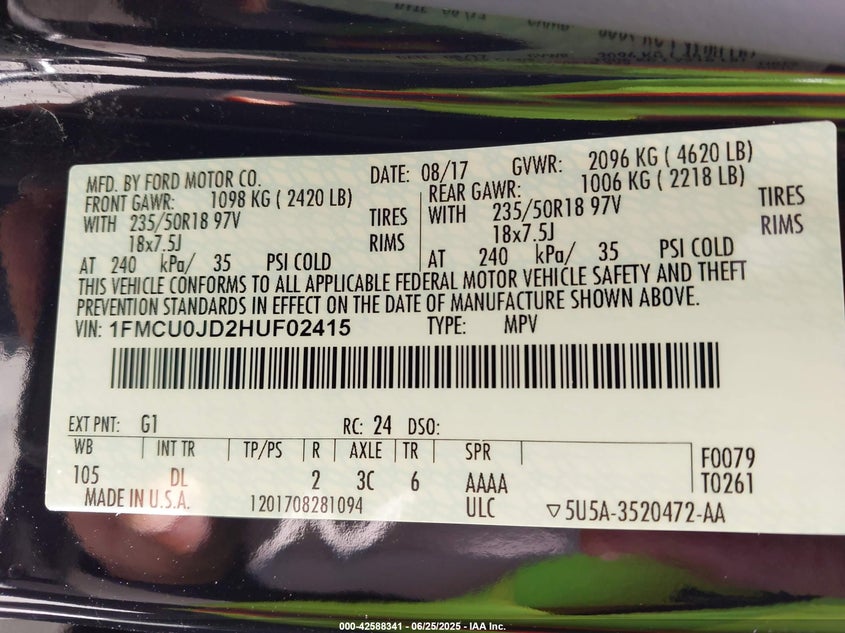 MFD. BY FORD MOTOR CO. DATE: 08/17 GVWR: 2096 KG ( 4620 LB)
FRONT GAWR: 1098 KG ( 2420 LB) REAR GAWR: 1006 KG ( 2218 LB)
WITH 235/50R18 97V TIRES WITH 235/50R18 97V TIRES
18x7.5J RIMS 18x7.5J RIMS
AT 240 kPa/ 35 PSI COLD AT 240 kPa/ 35 PSI COLD
THIS VEHICLE CONFORMS TO ALL APPLICABLE FEDERAL MOTOR VEHICLE SAFETY AND THEFT
PREVENTION STANDARDS IN EFFECT ON THE DATE OF MANUFACTURE SHOWN ABOVE.
VIN: 1FMCU0JD2HUF02415 TYPE: MPV
EXT PNT: G1 RC: 24 DSO:
WB INT TR TP/PS R AXLE TR SPR F0079
105 DL 2 3C 6 AAAA T0261
MADE IN U.S.A. 1201708281094 ULC ▽5U5A-3520472-AA
000-42588341 / 06/25/2025 - IAA Inc.